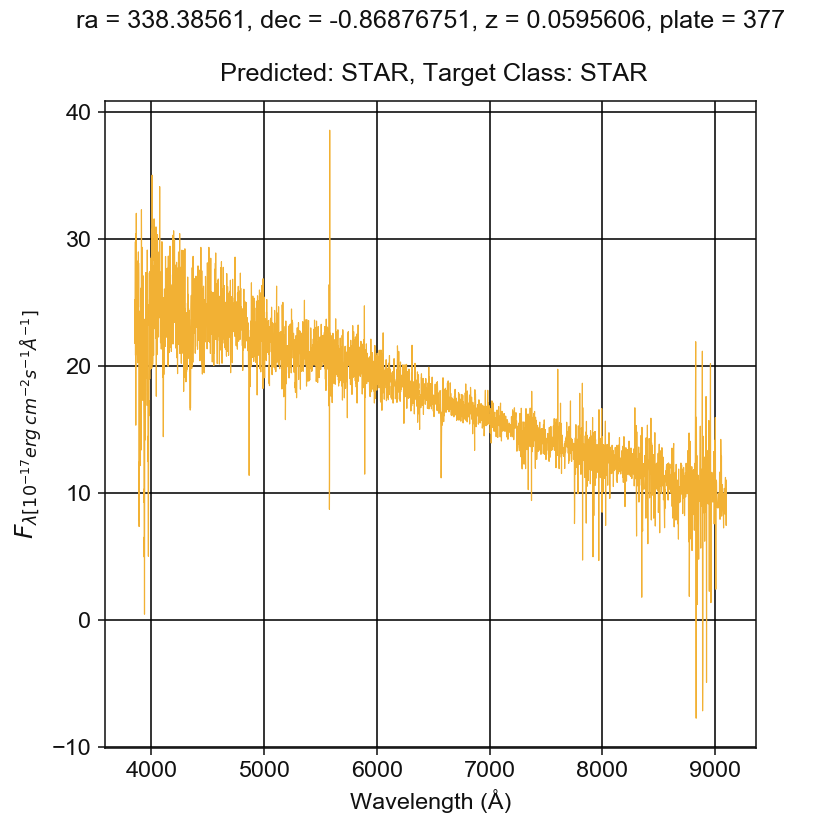 ra = 338.38561, dec = -0.86876751, z = 0.0595606, plate = 377
Predicted: STAR, Target Class: STAR
40
30
20
10
0
−10
F_{λ[10^{−17}erg cm^{−2}s^{−1}Å^{−1}]}
4000 5000 6000 7000 8000 9000
Wavelength (Å)